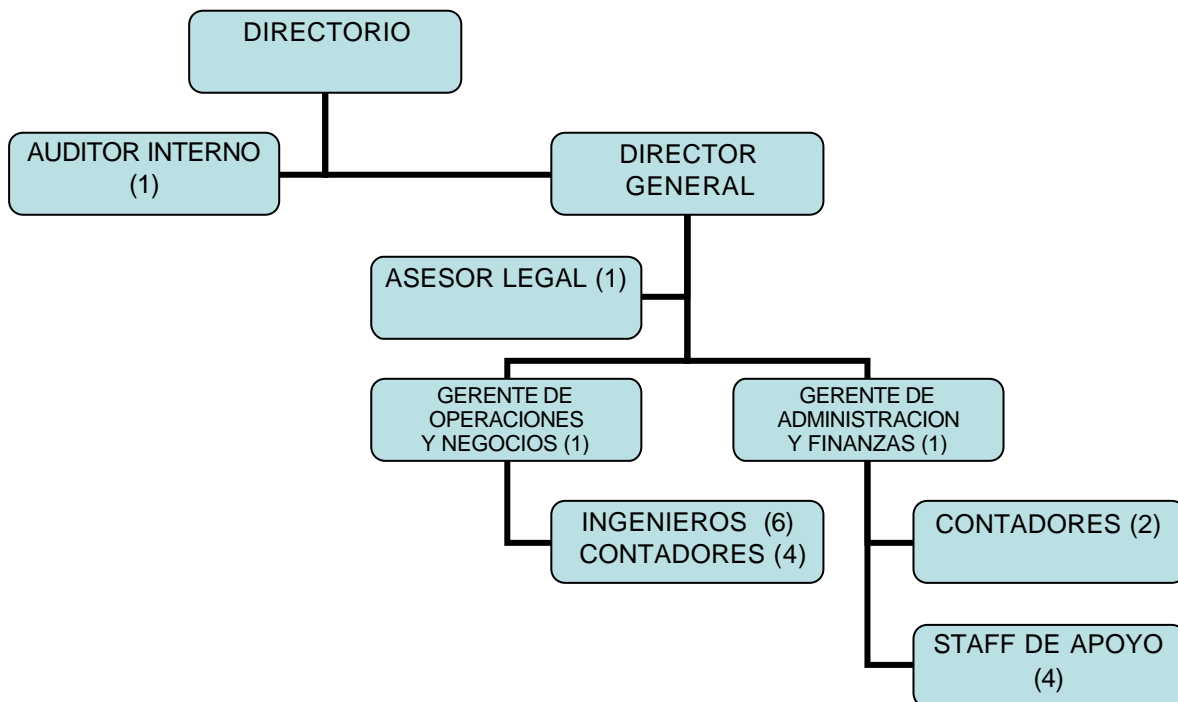 DIRECTORIO
AUDITOR INTERNO
(1)
DIRECTOR
GENERAL
ASESOR LEGAL (1)
GERENTE DE
OPERACIONES
Y NEGOCIOS (1)
GERENTE DE
ADMINISTRACION
Y FINANZAS (1)
INGENIEROS (6)
CONTADORES (4)
CONTADORES (2)
STAFF DE APOYO
(4)